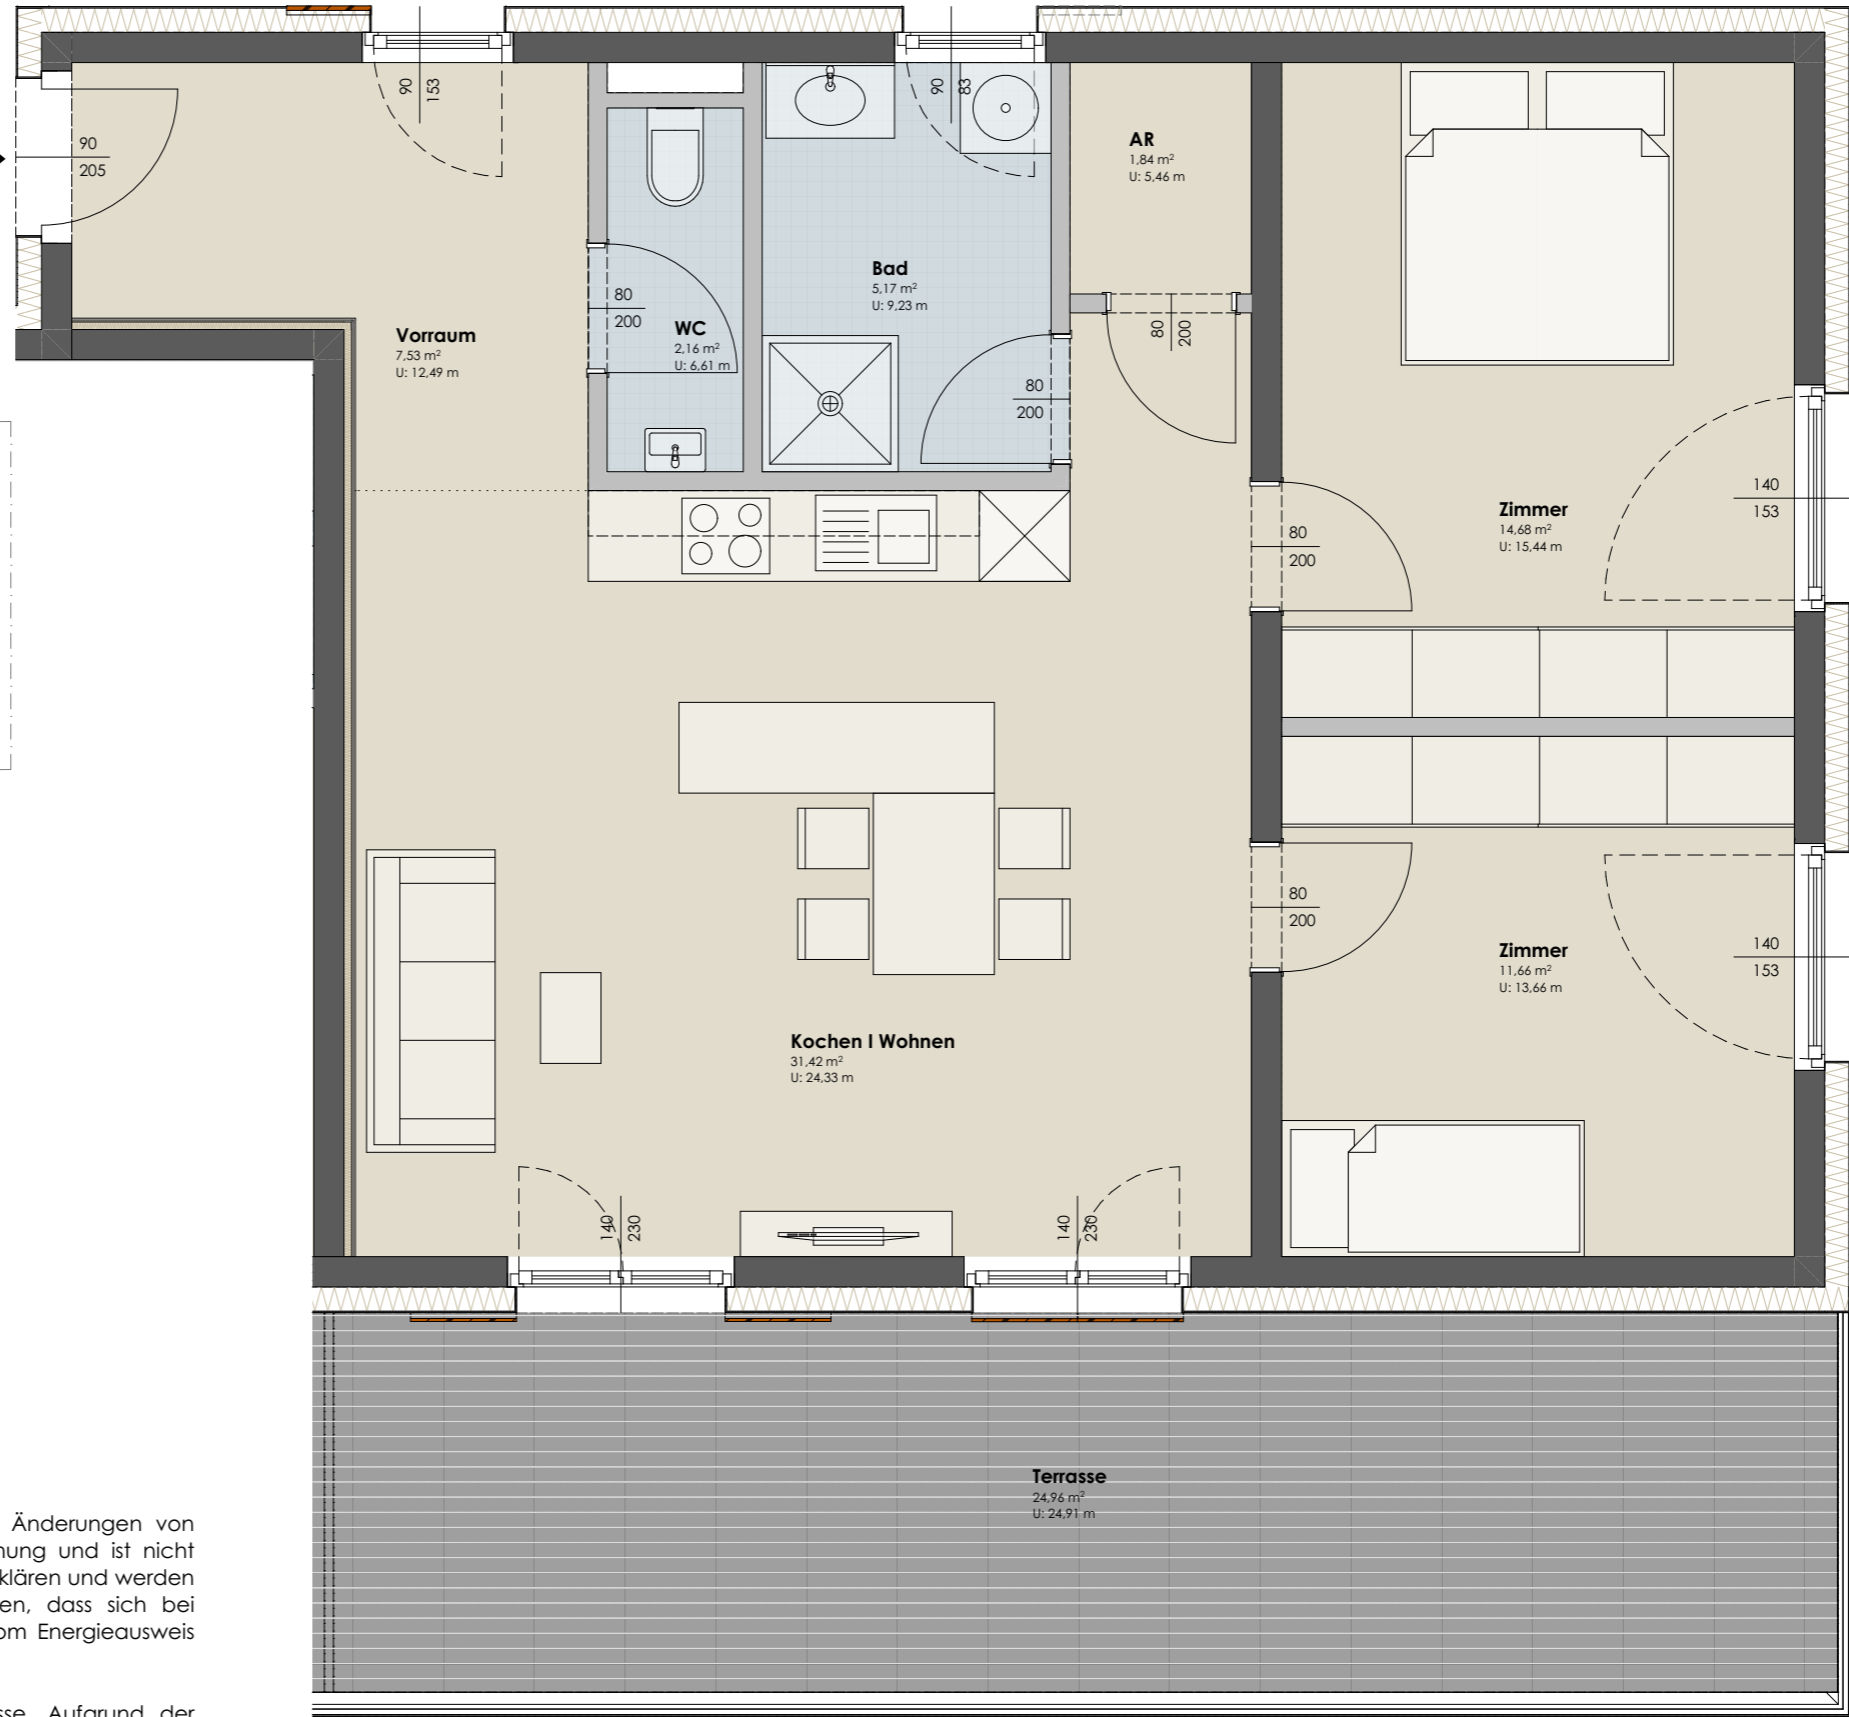 90
153
90
83
90
205
AR
1,84 m²
U: 5,46 m
Bad
5,17 m²
U: 9,23 m
80
200
WC
2,16 m²
U: 6,61 m
Vorraum
7,53 m²
U: 12,49 m
80
200
80
200
Zimmer
14,68 m²
U: 15,44 m
140
153
80
200
80
200
Zimmer
11,66 m²
U: 13,66 m
140
153
Kochen I Wohnen
31,42 m²
U: 24,33 m
140
230
140
230
Terrasse
24,96 m²
U: 24,91 m
Änderungen von
und ist nicht
klären und werden
dass sich bei
Energieausweis
Aufgrund der